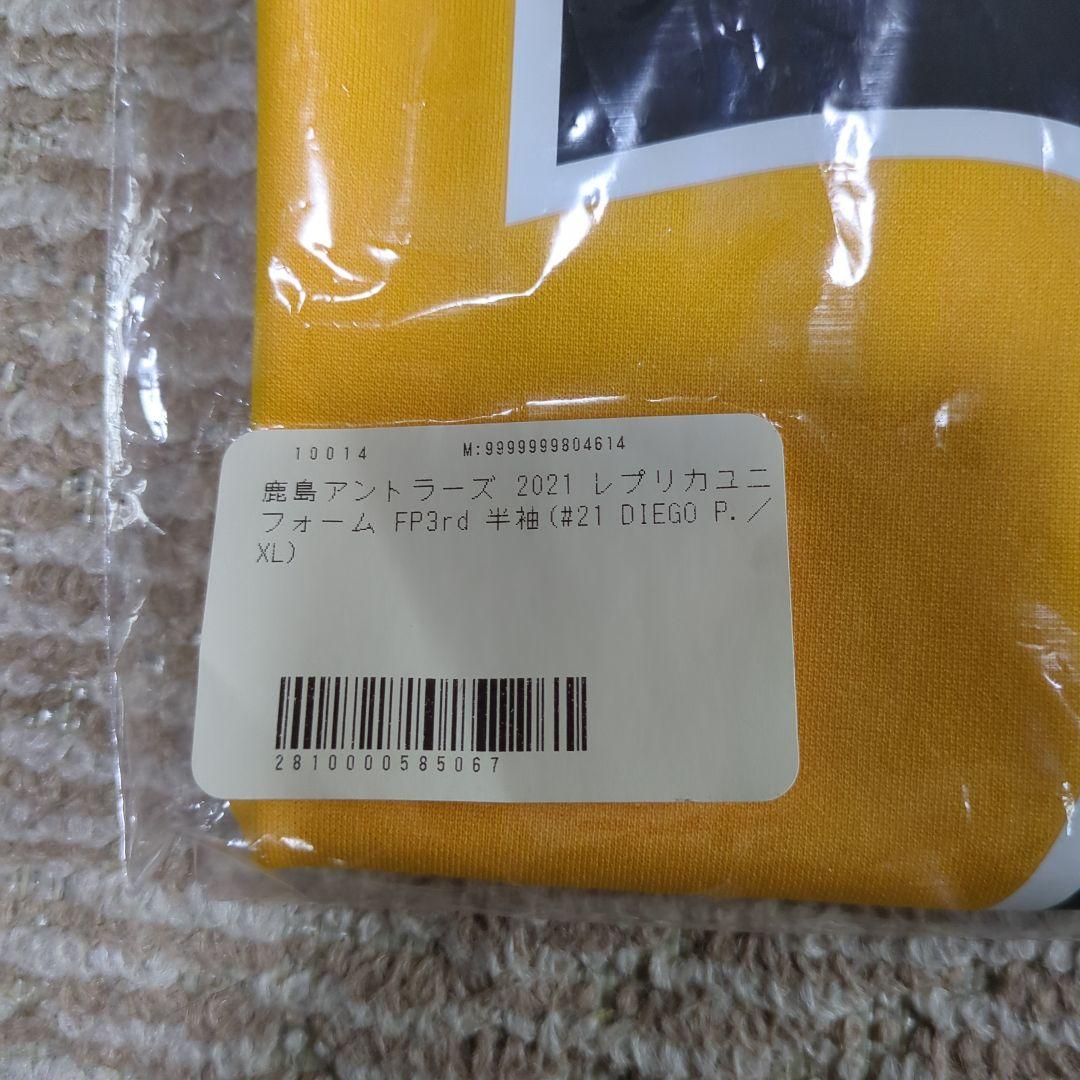 10014 M:9999999804614
鹿島アントラーズ 2021 レプリカユニ
フォーム FP3rd 半袖(#21 DIEGO P.／
XL)
2810000585067